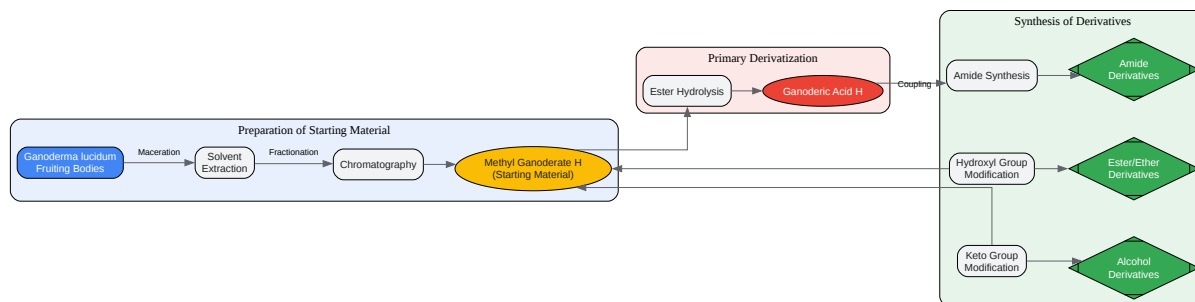 Synthesis of Derivatives
Primary Derivatization
Amide
Derivatives
Amide Synthesis
Coupling
Ester Hydrolysis
Ganoderic Acid H
Preparation of Starting Material
Ganoderma lucidum
Fruiting Bodies
Maceration
Solvent
Extraction
Fractionation
Chromatography
Methyl Ganoderate H
(Starting Material)
Hydroxyl Group
Modification
Ester/Ether
Derivatives
Keto Group
Modification
Alcohol
Derivatives